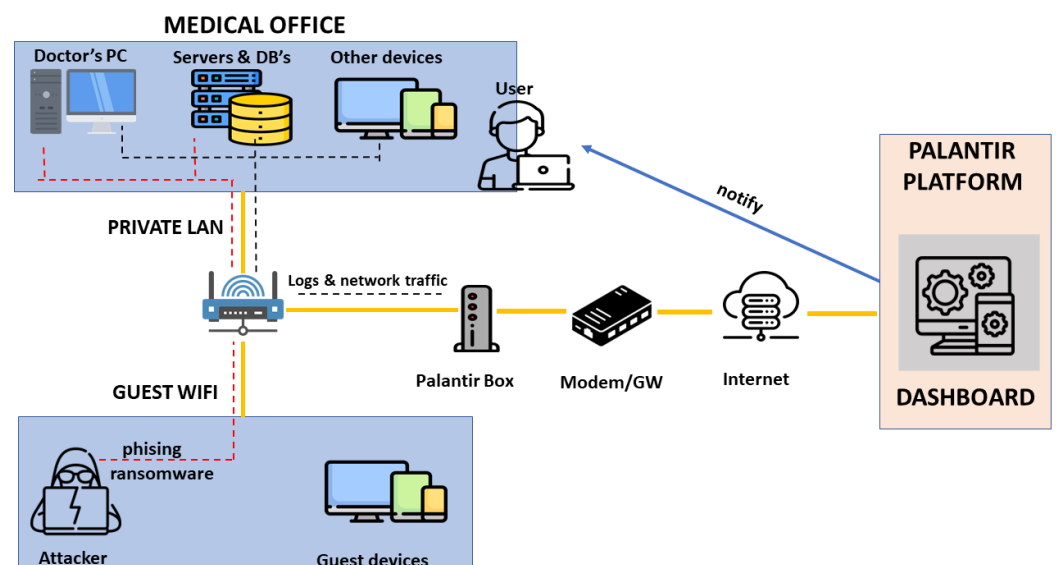 MEDICAL OFFICE
Doctor's PC
Servers & DB's
Other devices
User
PALANTIR
PLATFORM
notify
PRIVATE LAN
Logs & network traffic
Palantir Box
Modem/GW
Internet
DASHBOARD
GUEST WIFI
phising
ransomware
Attacker
Guest devices